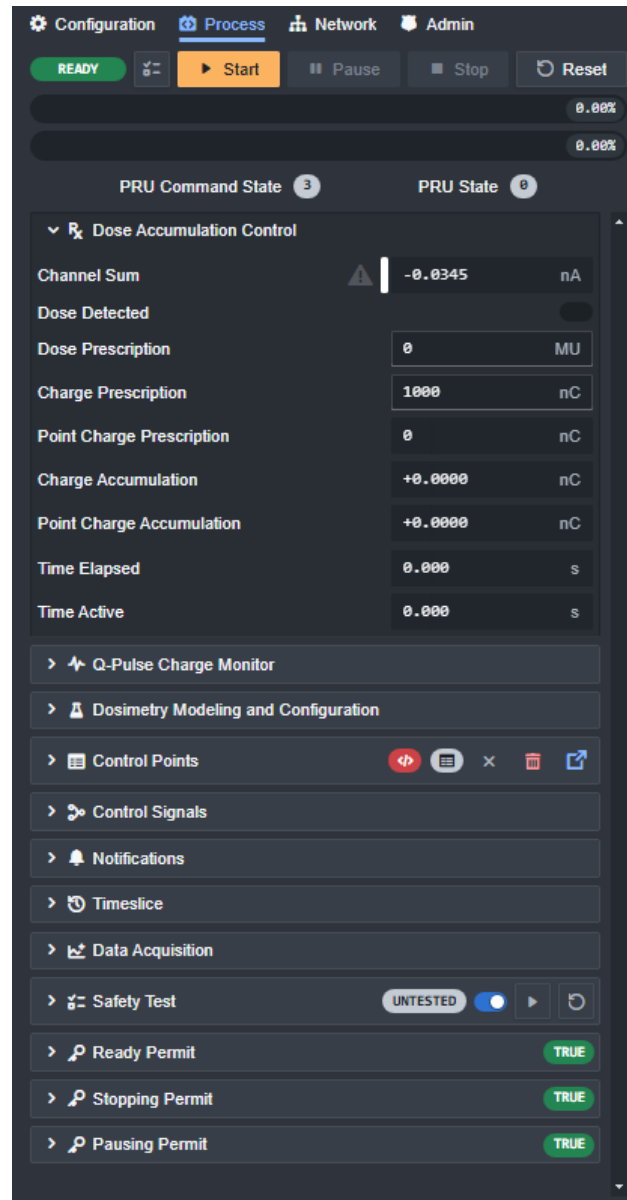 Configuration Process Network Admin
READY Start Pause Stop Reset
0.00%
0.00%
PRU Command State 3 PRU State 0
Rx Dose Accumulation Control
Channel Sum -0.0345 nA
Dose Detected
Dose Prescription 0 MU
Charge Prescription 1000 nC
Point Charge Prescription 0 nC
Charge Accumulation +0.0000 nC
Point Charge Accumulation +0.0000 nC
Time Elapsed 0.000 s
Time Active 0.000 s
Q-Pulse Charge Monitor
Dosimetry Modeling and Configuration
Control Points
Control Signals
Notifications
Timeslice
Data Acquisition
Safety Test UNTESTED
Ready Permit TRUE
Stopping Permit TRUE
Pausing Permit TRUE